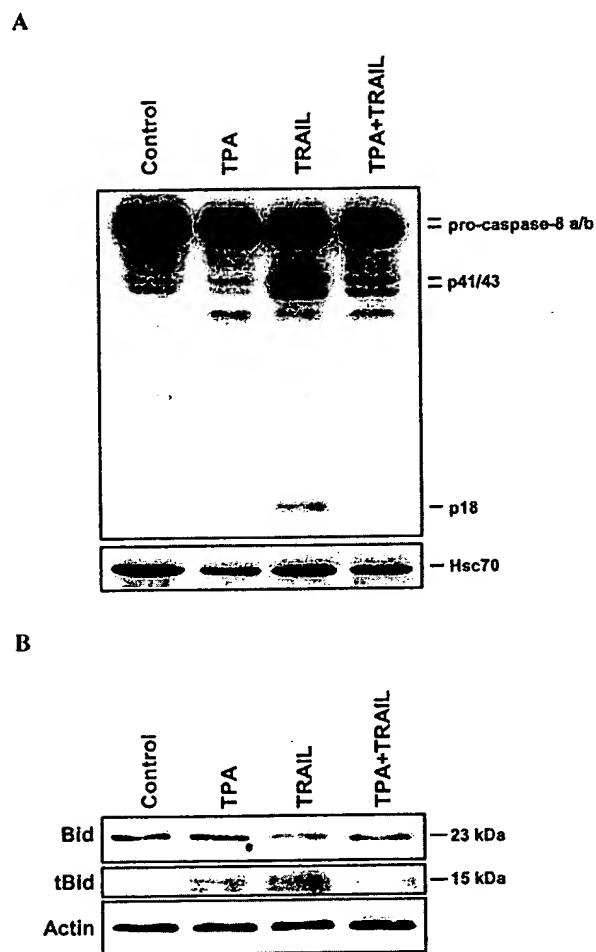 A
Control
TPA
TRAIL
TPA+TRAIL
pro-caspase-8 a/b
p41/43
p18
Hsc70
B
Control
TPA
TRAIL
TPA+TRAIL
Bid
23 kDa
tBid
15 kDa
Actin